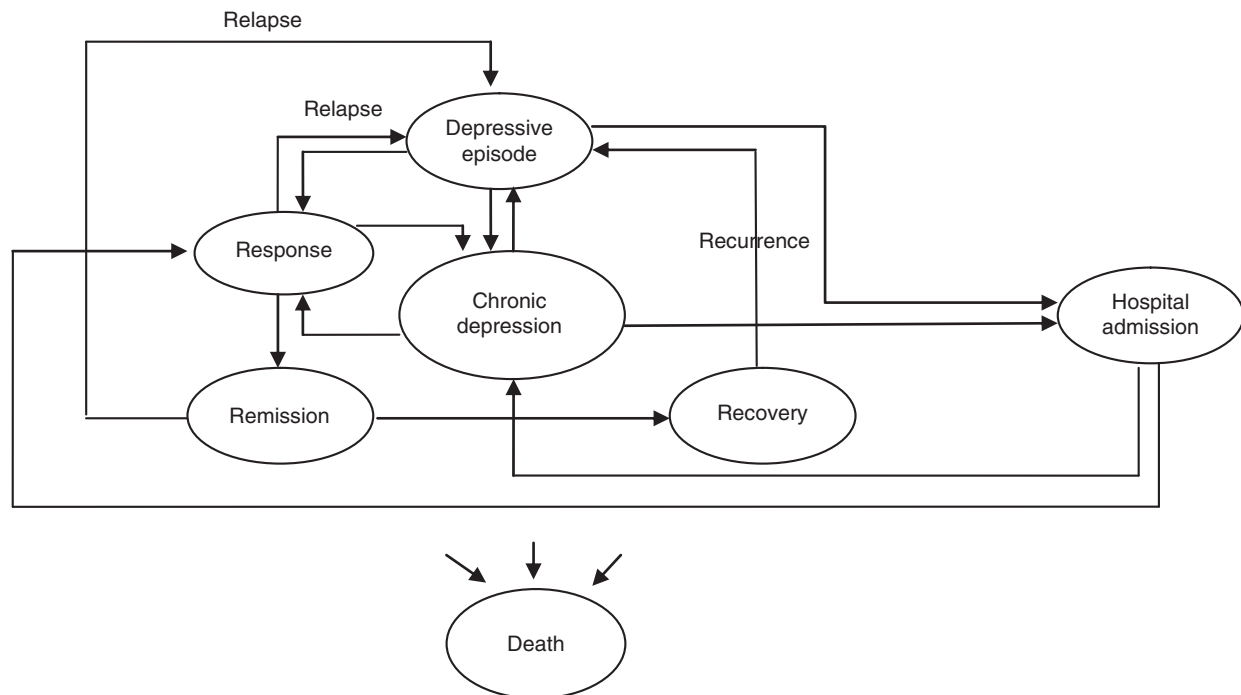 Relapse
Relapse
Depressive
episode
Response
Recurrence
Chronic
depression
Hospital
admission
Remission
Recovery
Death